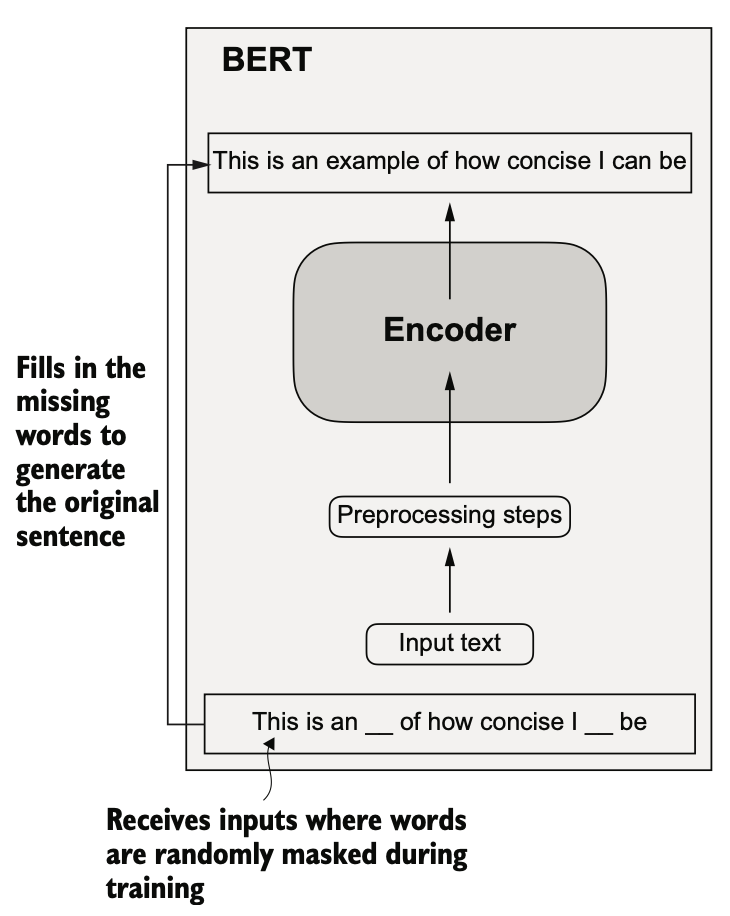 BERT
This is an example of how concise I can be
Encoder
Fills in the
missing
words to
generate
the original
sentence
Preprocessing steps
Input text
This is an __ of how concise I __ be
Receives inputs where words
are randomly masked during
training